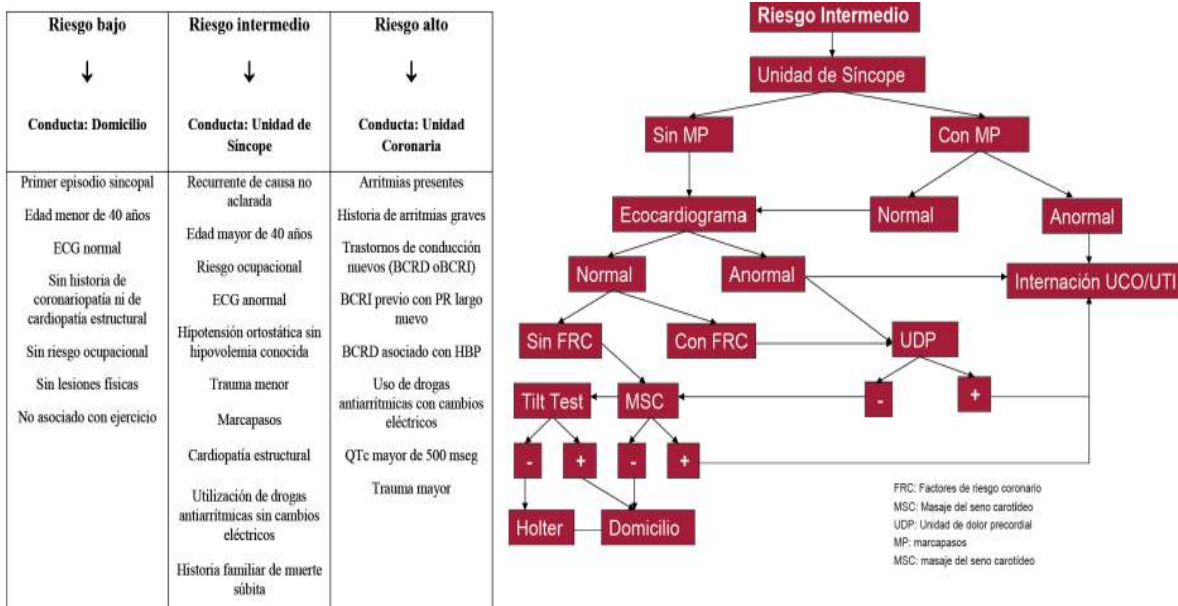 Riesgo bajo
↓
Conducta: Domicilio
Primer episodio sincopal
Edad menor de 40 años
ECG normal
Sin historia de
coronariopatía ni de
cardiopatía estructural
Sin riesgo ocupacional
Sin lesiones físicas
No asociado con ejercicio
Riesgo intermedio
↓
Conducta: Unidad de
Síncope
Recurrente de causa no
aclarada
Edad mayor de 40 años
Riesgo ocupacional
ECG anormal
Hipotensión ortostática sin
hipovolemia conocida
Trauma menor
Marcapasos
Cardiopatía estructural
Utilización de drogas
antiarrítmicas sin cambios
eléctricos
Historia familiar de muerte
súbita
Riesgo alto
↓
Conducta: Unidad
Coronaria
Arritmias presentes
Historia de arritmias graves
Trastornos de conducción
nuevos (BCRD oBCRI)
BCRI previo con PR largo
nuevo
BCRD asociado con HBP
Uso de drogas
antiarrítmicas con cambios
eléctricos
QTc mayor de 500 mseg
Trauma mayor
Riesgo Intermedio
Unidad de Síncope
Sin MP
Con MP
Ecocardiograma
Normal
Anormal
Normal
Anormal
Internación UCO/UTI
Sin FRC
Con FRC
UDP
Tilt Test
MSC
-
+
-
+
-
+
Holter
Domicilio
FRC: Factores de riesgo coronario
MSC: Masaje del seno carotídeo
UDP: Unidad de dolor precordial
MP: marcapasos
MSC: masaje del seno carotídeo